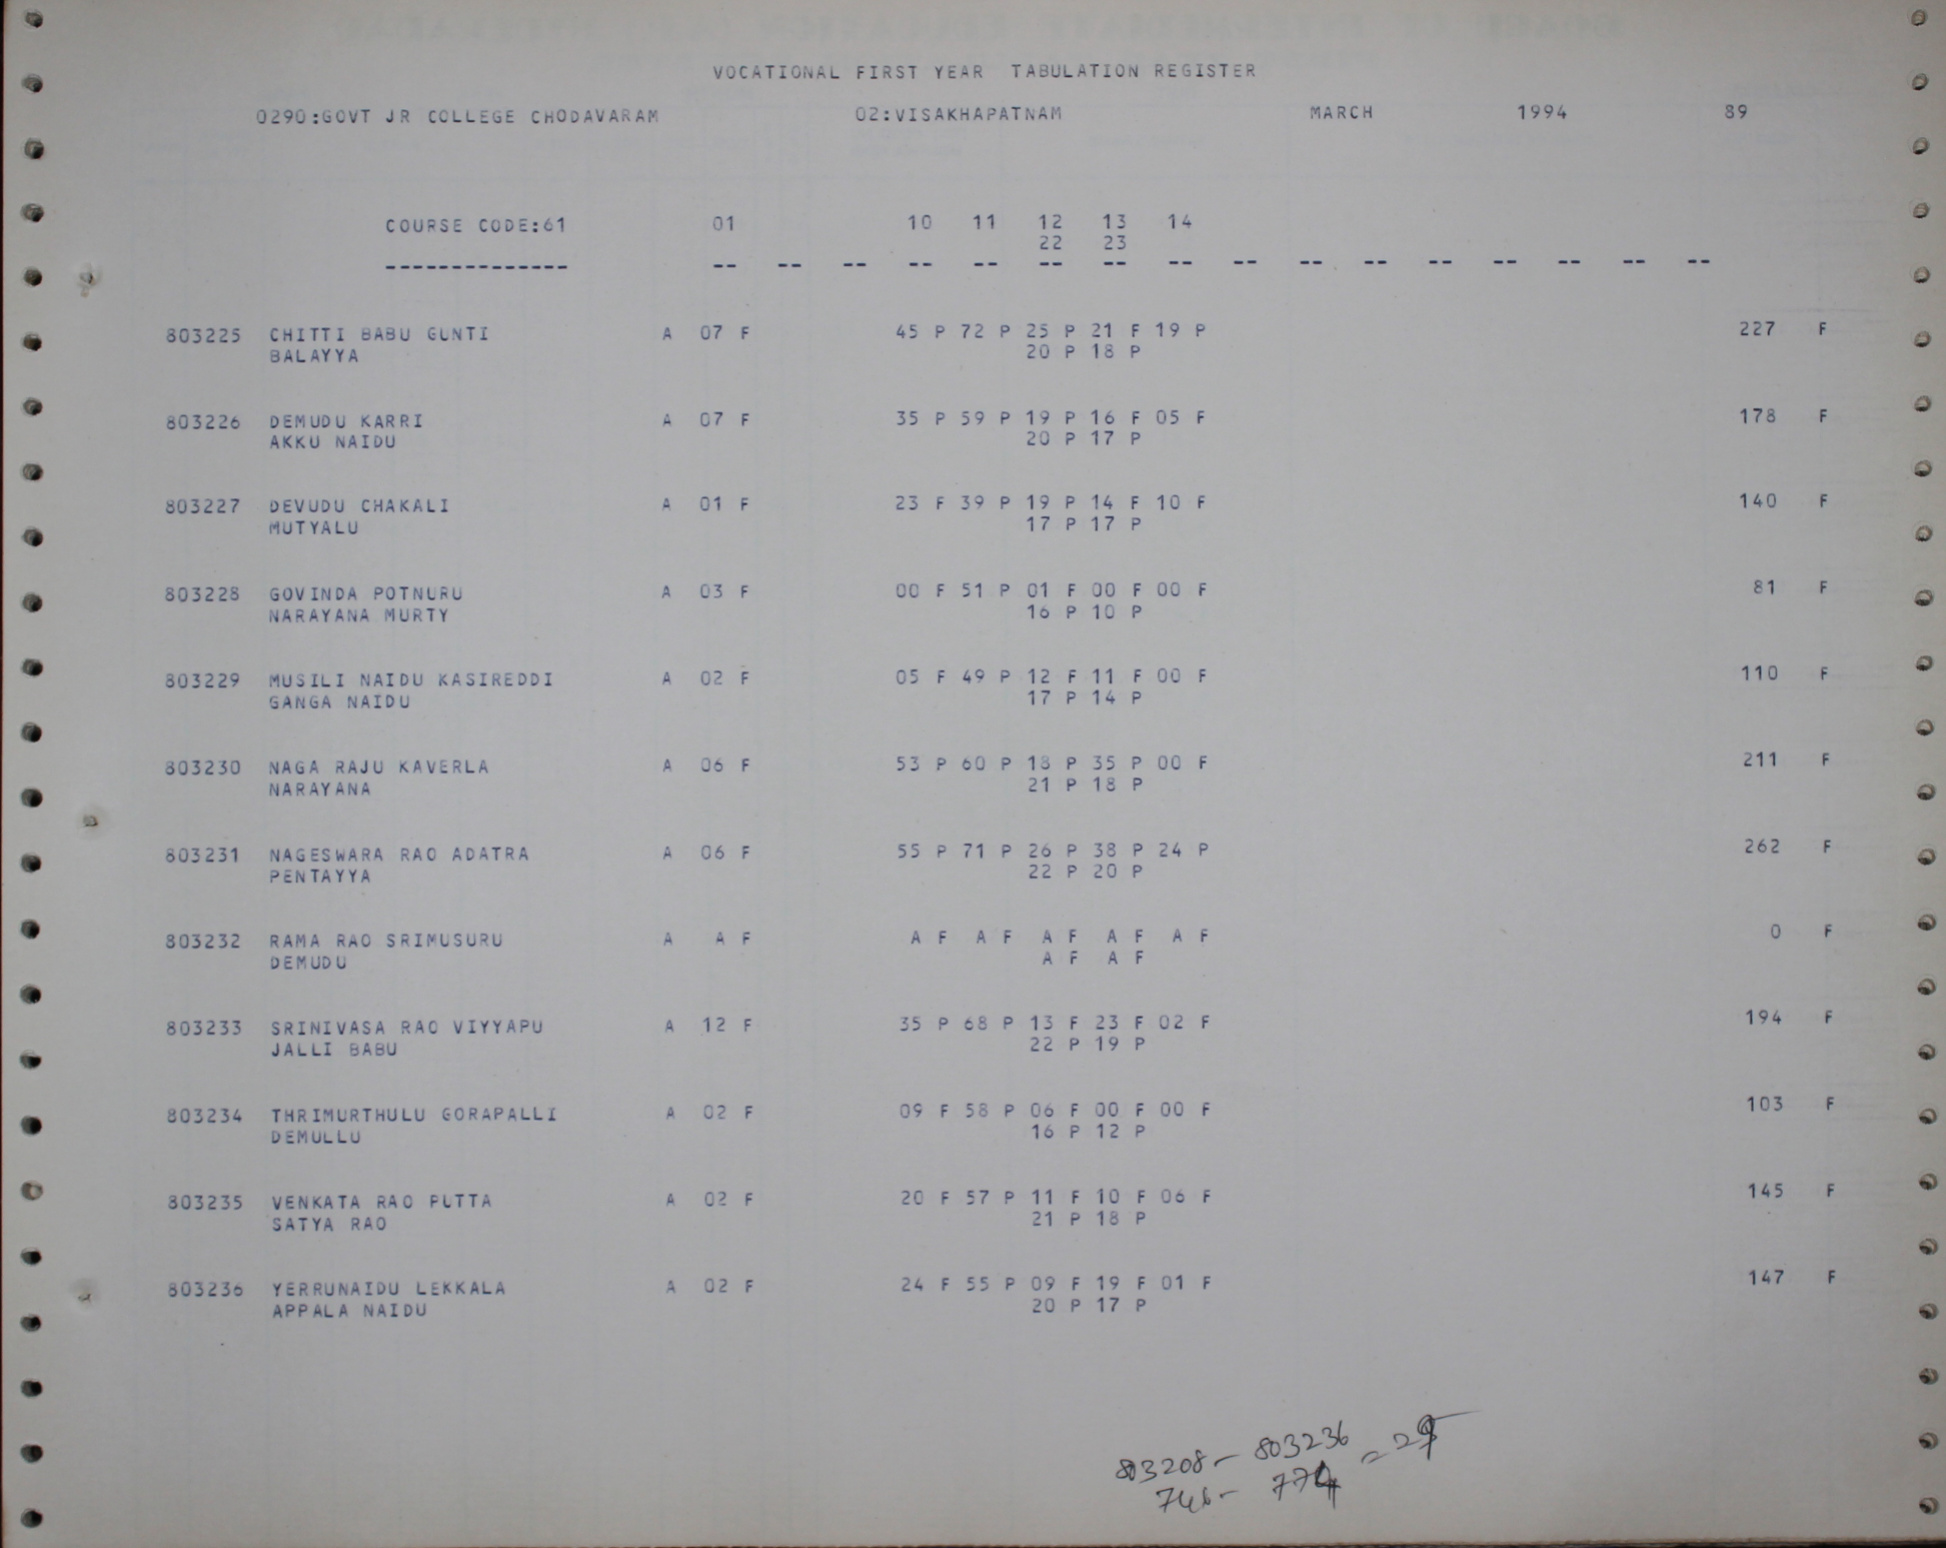 VOCATIONAL FIRST YEAR TABULATION REGISTER
0290:GOVT JR COLLEGE CHODAVARAM 02:VISAKHAPATNAM MARCH 1994 89
COURSE CODE:61 01 10 11 12 13 14
22 23
-------------- -- -- -- -- -- -- -- -- -- -- -- -- -- -- -- --
803225 CHITTI BABU GUNTI A 07 F 45 P 72 P 25 P 21 F 19 P 227 F
BALAYYA 20 P 18 P
803226 DEMUDU KARRI A 07 F 35 P 59 P 19 P 16 F 05 F 178 F
AKKU NAIDU 20 P 17 P
803227 DEVUDU CHAKALI A 01 F 23 F 39 P 19 P 14 F 10 F 140 F
MUTYALU 17 P 17 P
803228 GOVINDA POTNURU A 03 F 00 F 51 P 01 F 00 F 00 F 81 F
NARAYANA MURTY 16 P 10 P
803229 MUSILI NAIDU KASIREDDI A 02 F 05 F 49 P 12 F 11 F 00 F 110 F
GANGA NAIDU 17 P 14 P
803230 NAGA RAJU KAVERLA A 06 F 53 P 60 P 18 P 35 P 00 F 211 F
NARAYANA 21 P 18 P
803231 NAGESWARA RAO ADATRA A 06 F 55 P 71 P 26 P 38 P 24 P 262 F
PENTAYYA 22 P 20 P
803232 RAMA RAO SRIMUSURU A A F A F A F A F A F A F 0 F
DEMUDU A F A F
803233 SRINIVASA RAO VIYYAPU A 12 F 35 P 68 P 13 F 23 F 02 F 194 F
JALLI BABU 22 P 19 P
803234 THRIMURTHULU GORAPALLI A 02 F 09 F 58 P 06 F 00 F 00 F 103 F
DEMULLU 16 P 12 P
803235 VENKATA RAO PUTTA A 02 F 20 F 57 P 11 F 10 F 06 F 145 F
SATYA RAO 21 P 18 P
803236 YERRUNAIDU LEKKALA A 02 F 24 F 55 P 09 F 19 F 01 F 147 F
APPALA NAIDU 20 P 17 P
803208 - 803236 = 29
746 - 774